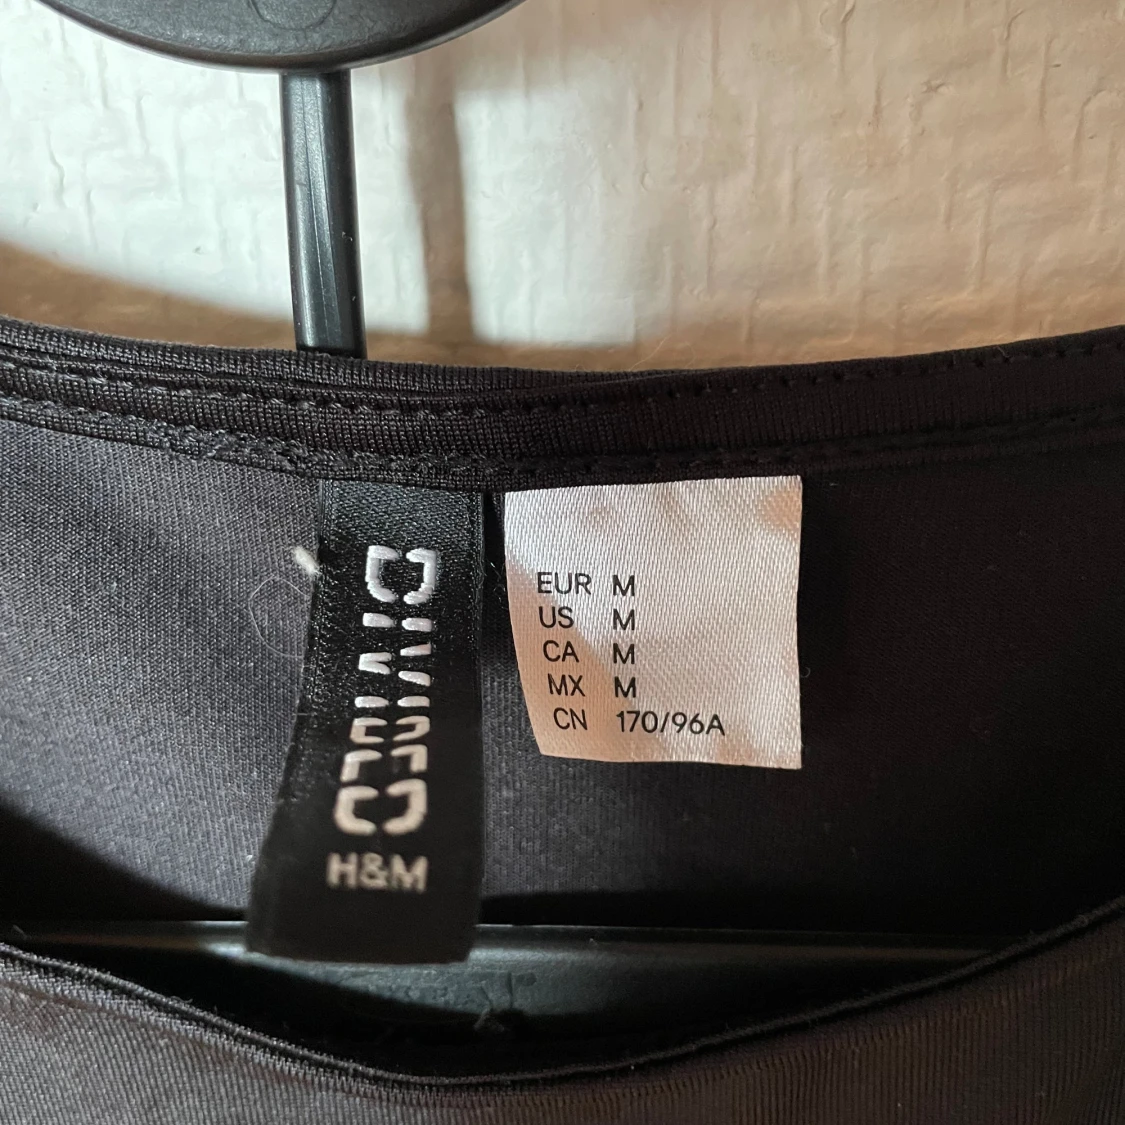 DIVIDED
H&M
EUR M
US M
CA M
MX M
CN 170/96A